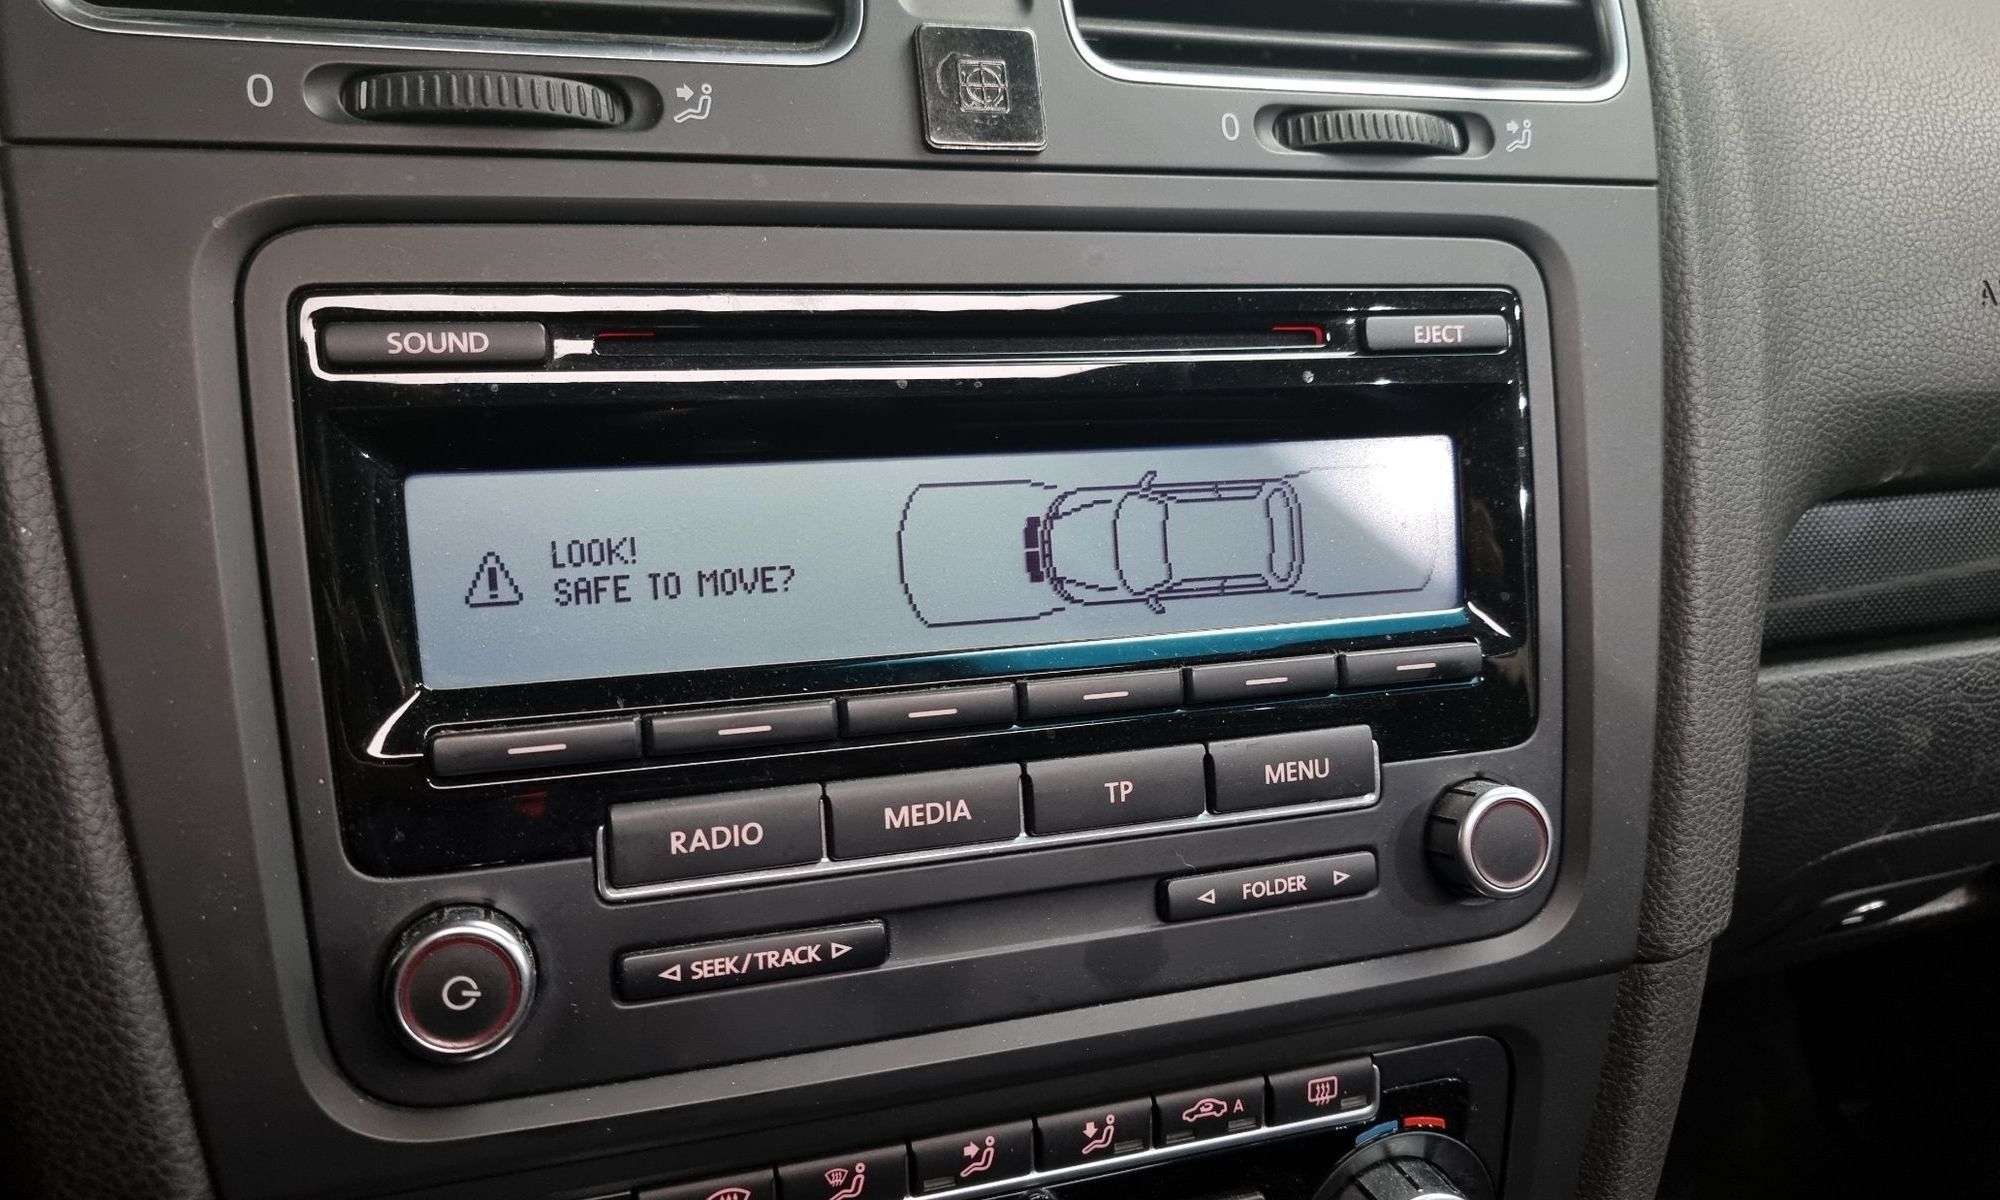 0
0
SOUND
EJECT
LOOK!
SAFE TO MOVE?
RADIO
MEDIA
TP
MENU
FOLDER
SEEK/TRACK
A